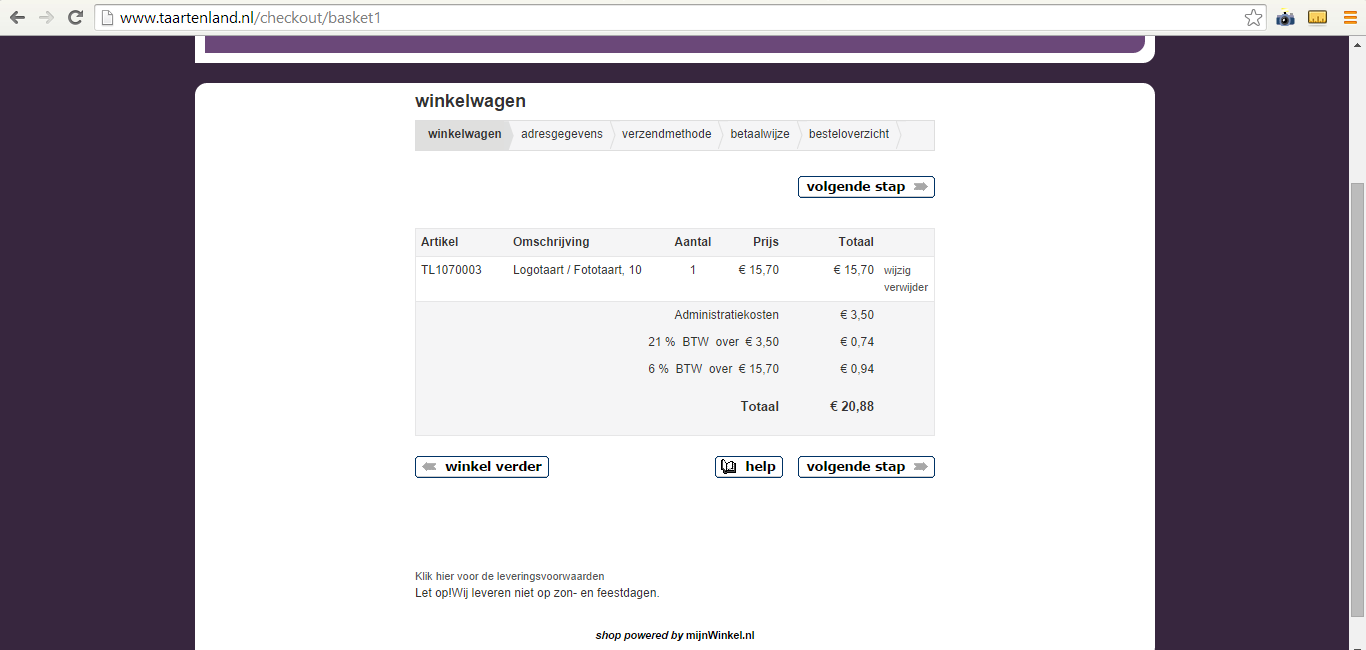 www.taartenland.nl/checkout/basket1
winkelwagen
winkelwagen adresgegevens verzendmethode betaalwijze besteloverzicht
volgende stap
Artikel Omschrijving Aantal Prijs Totaal
TL1070003 Logotaart / Fototaart, 10 1 € 15,70 € 15,70 wijzig
verwijder
Administratiekosten € 3,50
21 % BTW over € 3,50 € 0,74
6 % BTW over € 15,70 € 0,94
Totaal € 20,88
winkel verder help volgende stap
Klik hier voor de leveringsvoorwaarden
Let op!Wij leveren niet op zon- en feestdagen.
shop powered by mijnWinkel.nl